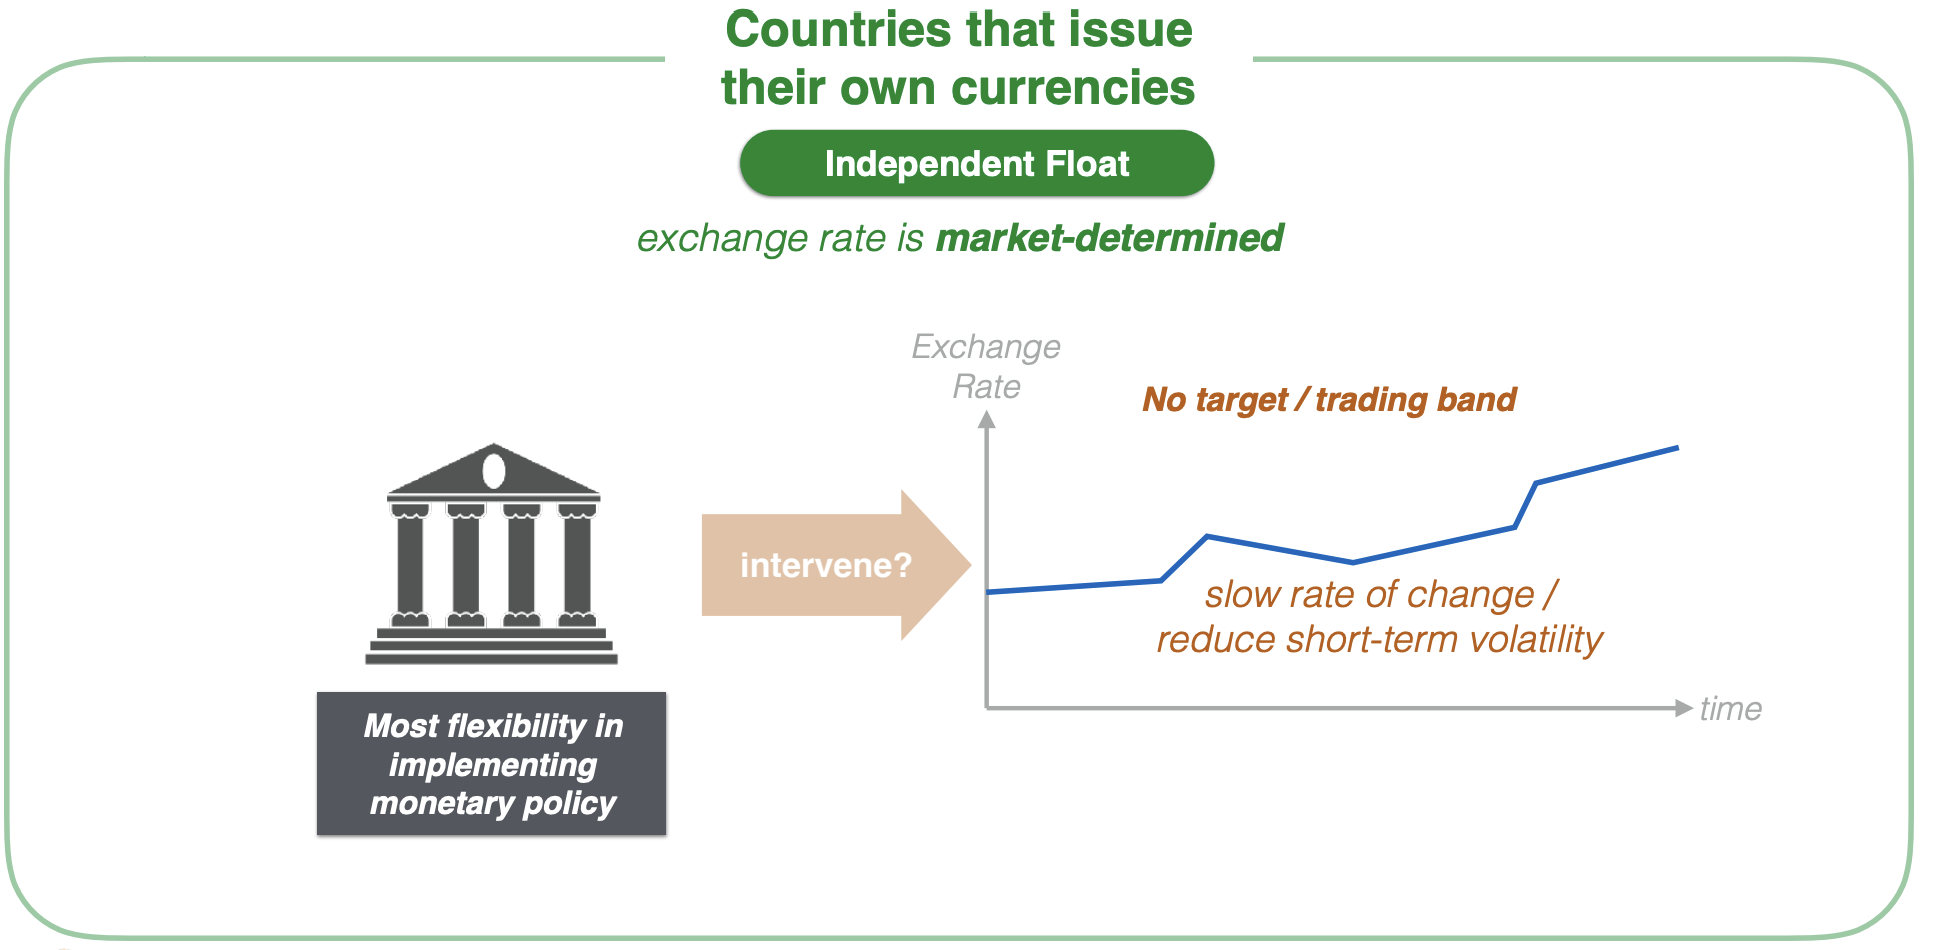 Countries that issue
their own currencies
Independent Float
exchange rate is market-determined
Exchange
Rate
No target / trading band
intervene?
slow rate of change /
reduce short-term volatility
time
Most flexibility in
implementing
monetary policy